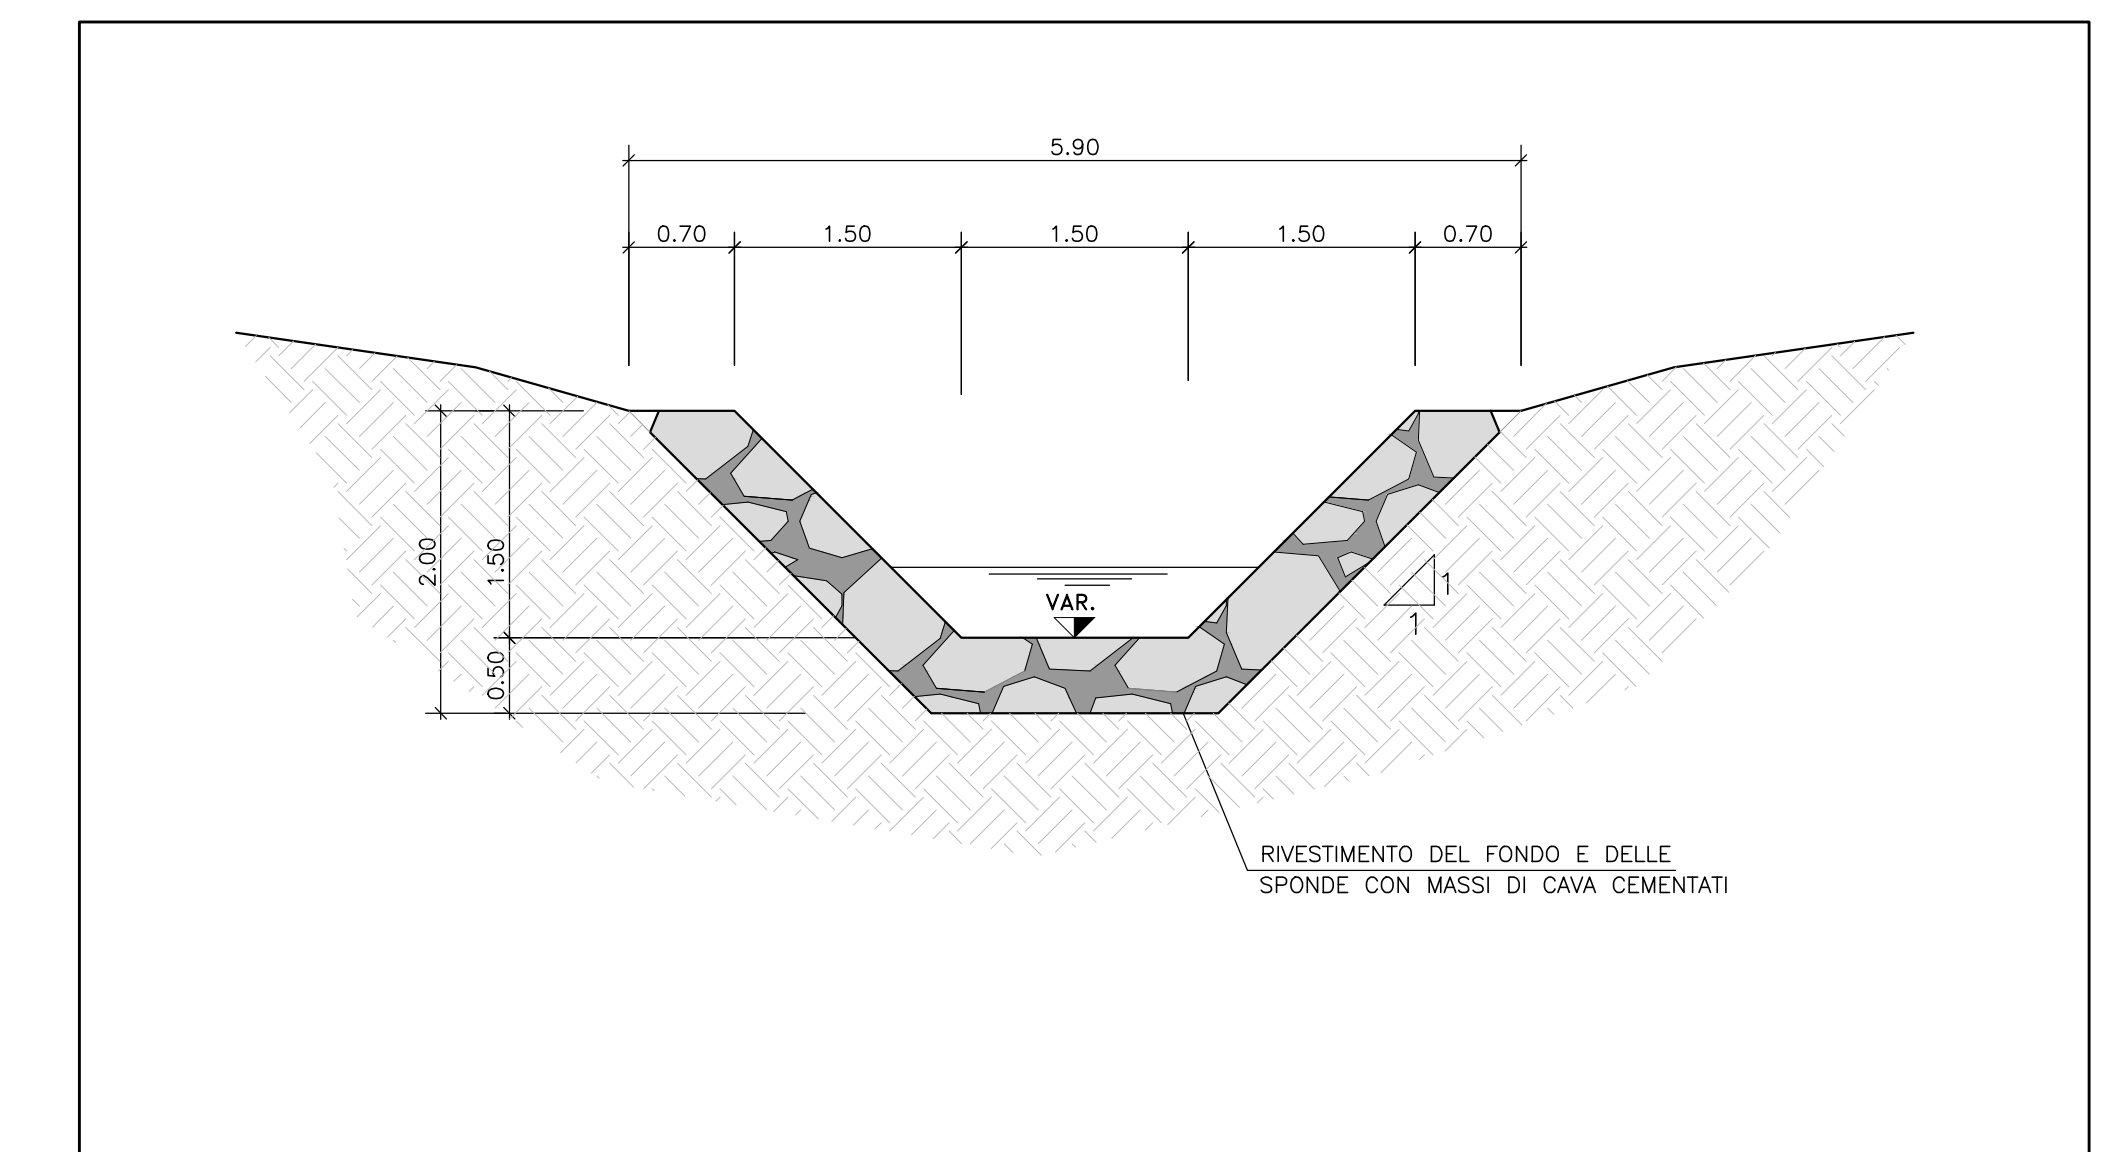 5.90
0.70 1.50 1.50 1.50 0.70
2.00
1.50
0.50
VAR.
1
1
RIVESTIMENTO DEL FONDO E DELLE
SPONDE CON MASSI DI CAVA CEMENTATI